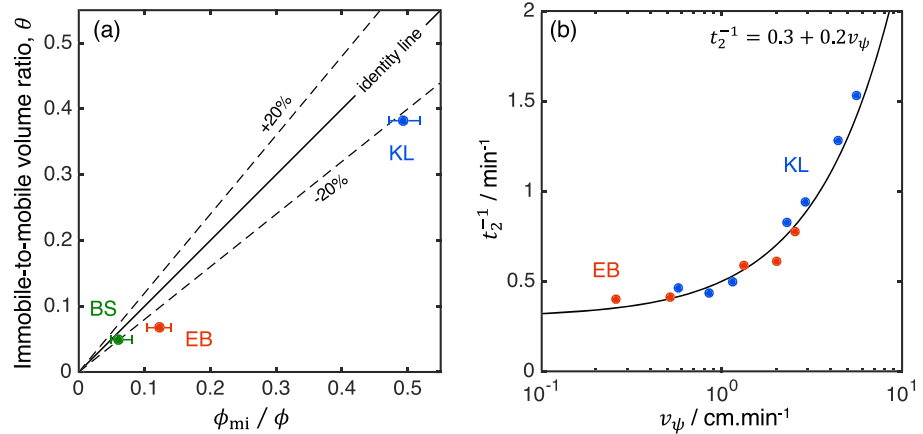 (a)
Immobile-to-mobile volume ratio, θ
0.5
0.4
0.3
0.2
0.1
0
0
0.1
0.2
0.3
0.4
0.5
ϕmi / ϕ
+20%
identity line
-20%
KL
BS
EB
(b)
t₂⁻¹ = 0.3 + 0.2vψ
t₂⁻¹ / min⁻¹
2
1.5
1
0.5
0
10⁻¹
10⁰
10¹
vψ / cm.min⁻¹
KL
EB